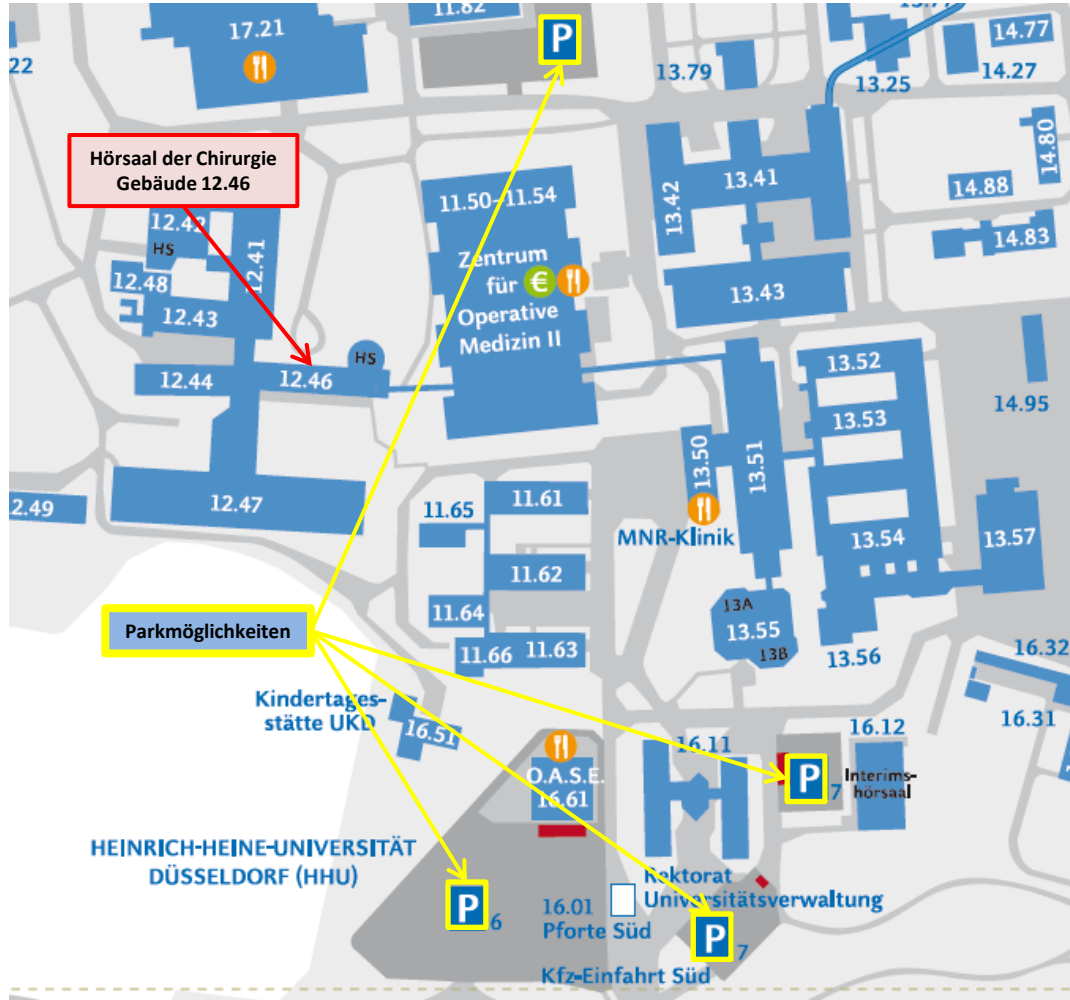 11.82
P
17.21
22
13.79
14.77
14.27
13.25
Hörsaal der Chirurgie
Gebäude 12.46
14.80
13.41
13.42
14.88
11.50–11.54
12.42
HS
12.41
14.83
12.48
Zentrum
für €
Operative
Medizin II
12.43
13.43
12.44
12.46
HS
13.52
14.95
13.53
13.50
13.51
12.47
2.49
11.65
11.61
MNR-Klinik
13.54
13.57
11.62
11.64
13A
13.55
13B
13.56
Parkmöglichkeiten
11.66
11.63
16.32
16.31
Kindertages-
stätte UKD
16.51
16.11
16.12
O.A.S.E.
16.61
P
7
Interims-
hörsaal
HEINRICH-HEINE-UNIVERSITÄT
DÜSSELDORF (HHU)
P
6
16.01
Pforte Süd
Rektorat
Universitätsverwaltung
P
7
Kfz-Einfahrt Süd